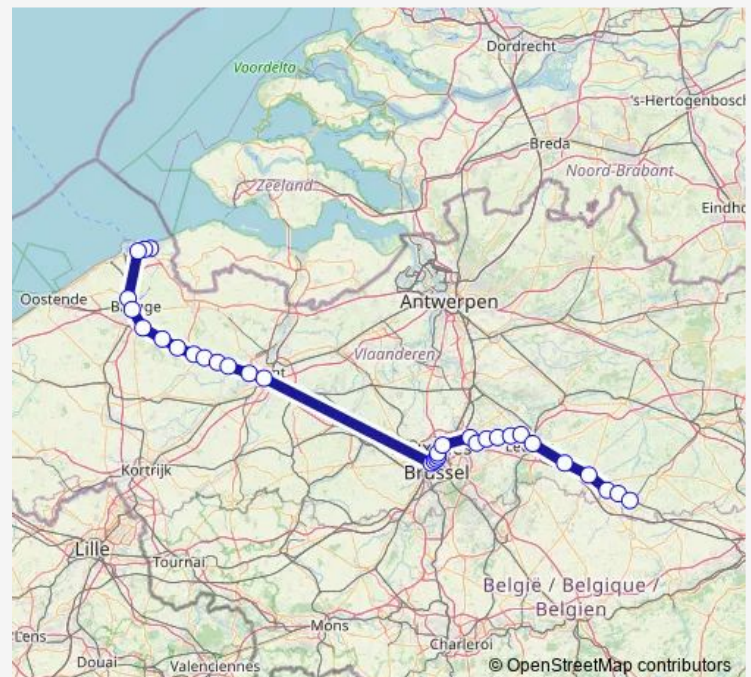 Dordrecht
Voordelta
's-Hertogenbosch
Breda
Noord-Brabant
Zeeland
Eindho
Oostende
Antwerpen
Vlaanderen
Brussel
Kortrijk
Lille
Tournai
België / Belgique /
Belgien
Lens
Mons
Charleroi
Douai
Valenciennes
© OpenStreetMap contributors